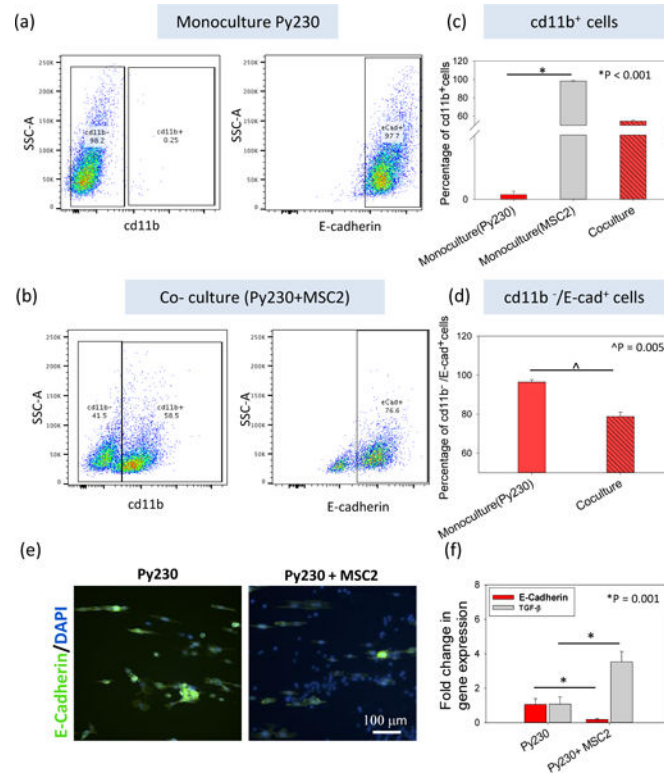 (a)
Monoculture Py230
250K
200K
150K
100K
50K
0
SSC-A
cd11b-
98.2
cd11b+
0.25
cd11b
250K
200K
150K
100K
50K
0
SSC-A
eCad+
97.7
E-cadherin
(b)
Co- culture (Py230+MSC2)
250K
200K
150K
100K
50K
0
SSC-A
cd11b-
41.5
cd11b+
58.5
cd11b
250K
200K
150K
100K
50K
0
SSC-A
eCad+
76.6
E-cadherin
(c)
cd11b⁺ cells
Percentage of cd11b⁺cells
100
80
60
0
*
*P < 0.001
Monoculture(Py230)
Monoculture(MSC2)
Coculture
(d)
cd11b ⁻/E-cad⁺ cells
Percentage of cd11b⁻/E-cad⁺cells
120
100
80
60
^
^P = 0.005
Monoculture(Py230)
Coculture
(e)
Py230
Py230 + MSC2
E-Cadherin/DAPI
100 μm
(f)
Fold change in
gene expression
8
6
4
2
0
E-Cadherin
TGF-β
*P = 0.001
*
*
Py230
Py230+ MSC2